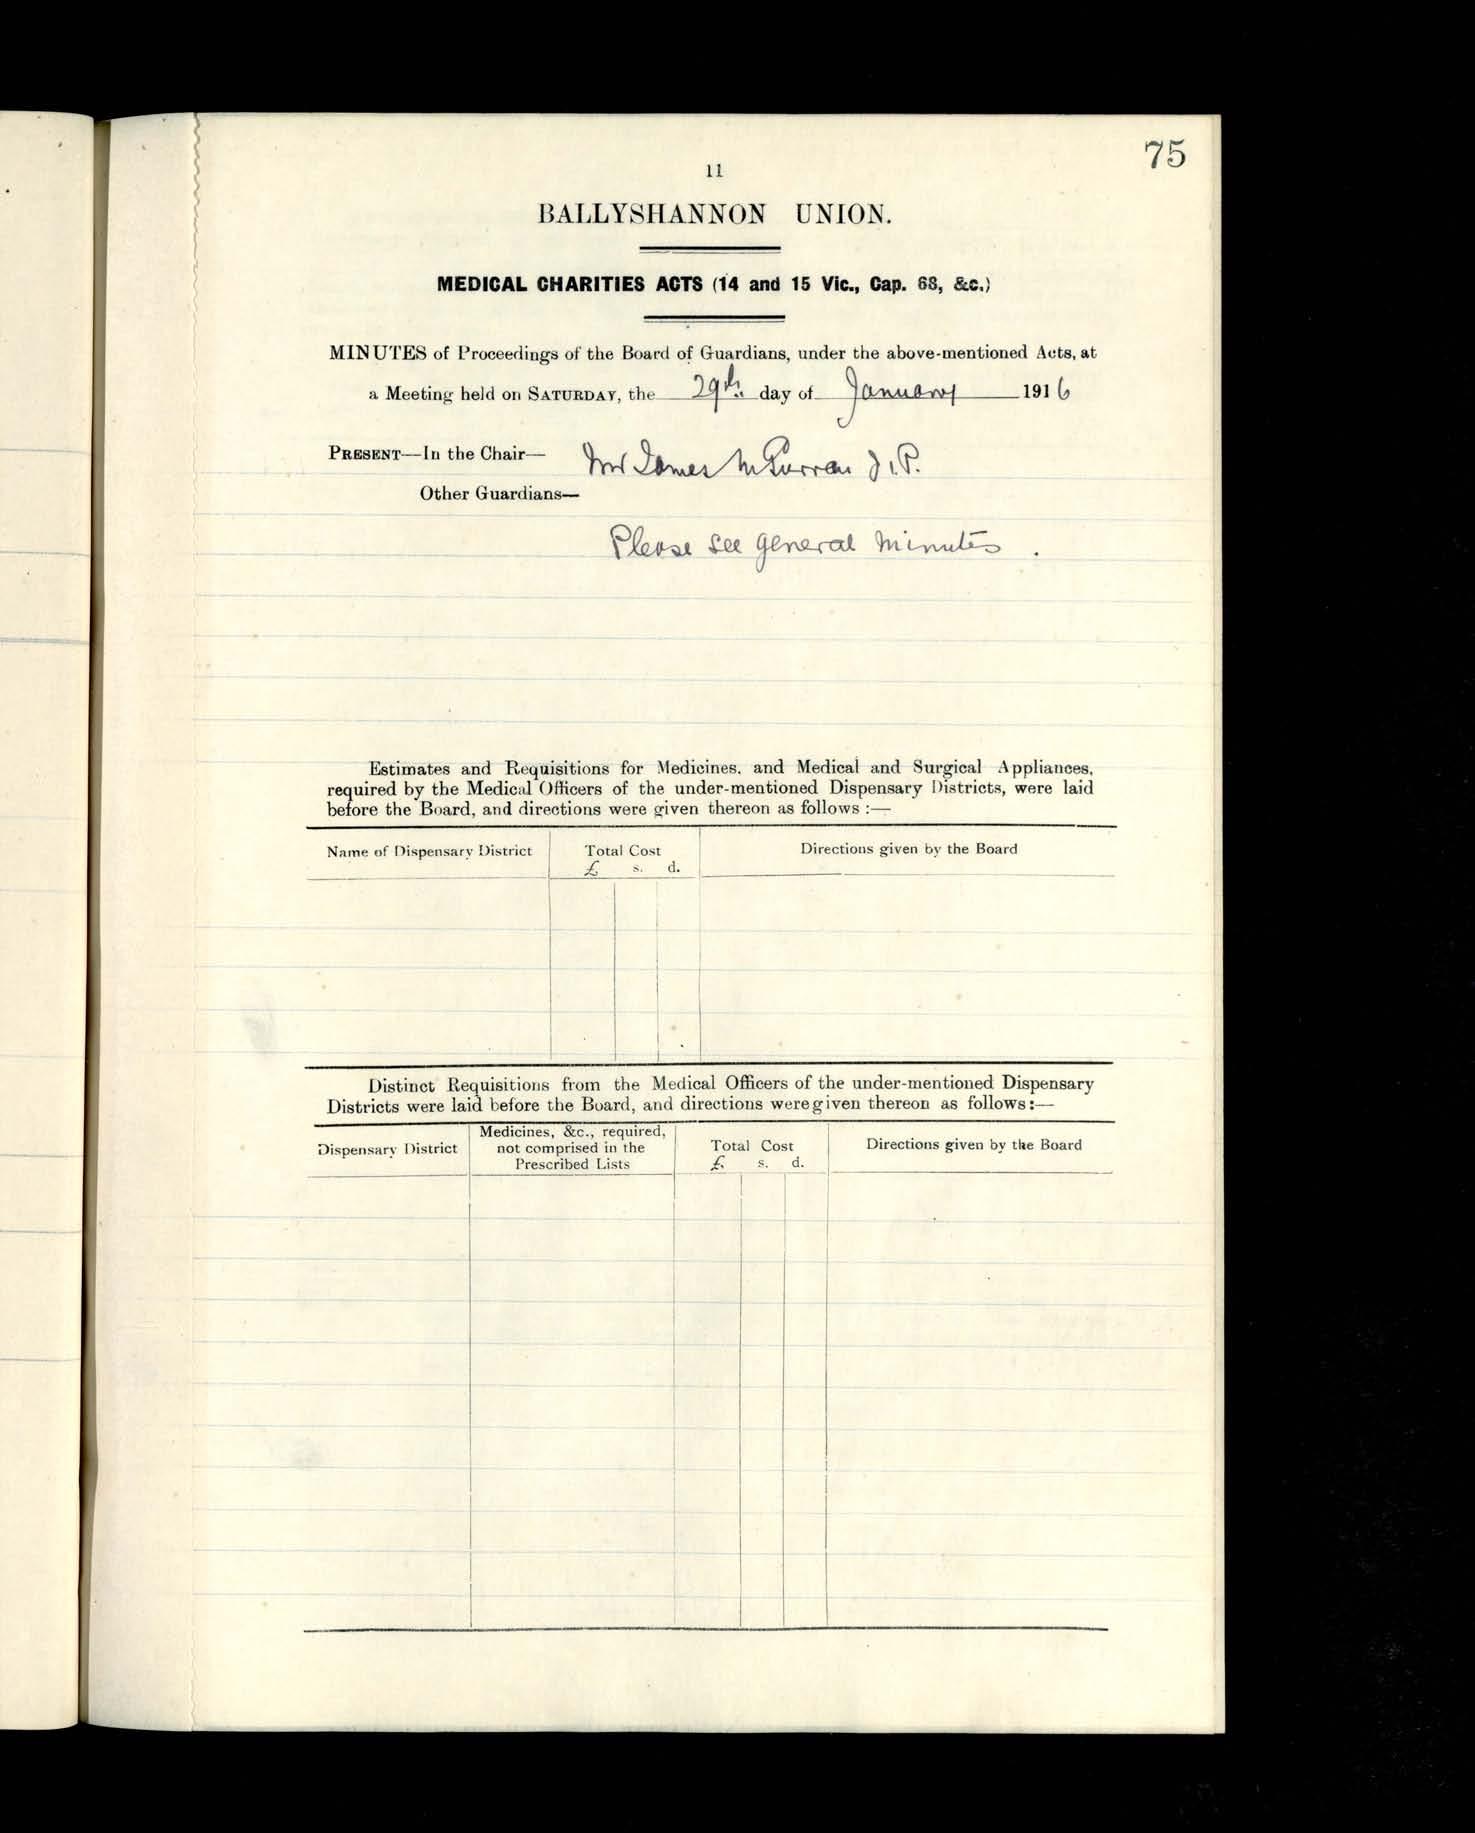 75
11
BALLYSHANNON UNION.
MEDICAL CHARITIES ACTS (14 and 15 Vic., Cap. 68, &c.)
MINUTES of Proceedings of the Board of Guardians, under the above-mentioned Acts, at
a Meeting held on SATURDAY, the 29th day of January 1916
PRESENT—In the Chair— Mr James McGurran J.P.
Other Guardians—
Please see general minutes.
Estimates and Requisitions for Medicines, and Medical and Surgical Appliances,
required by the Medical Officers of the under-mentioned Dispensary Districts, were laid
before the Board, and directions were given thereon as follows :—
Name of Dispensary District Total Cost Directions given by the Board
£ s. d.
Distinct Requisitions from the Medical Officers of the under-mentioned Dispensary
Districts were laid before the Board, and directions were given thereon as follows:—
Dispensary District Medicines, &c., required, not comprised in the Prescribed Lists Total Cost Directions given by the Board
£ s. d.